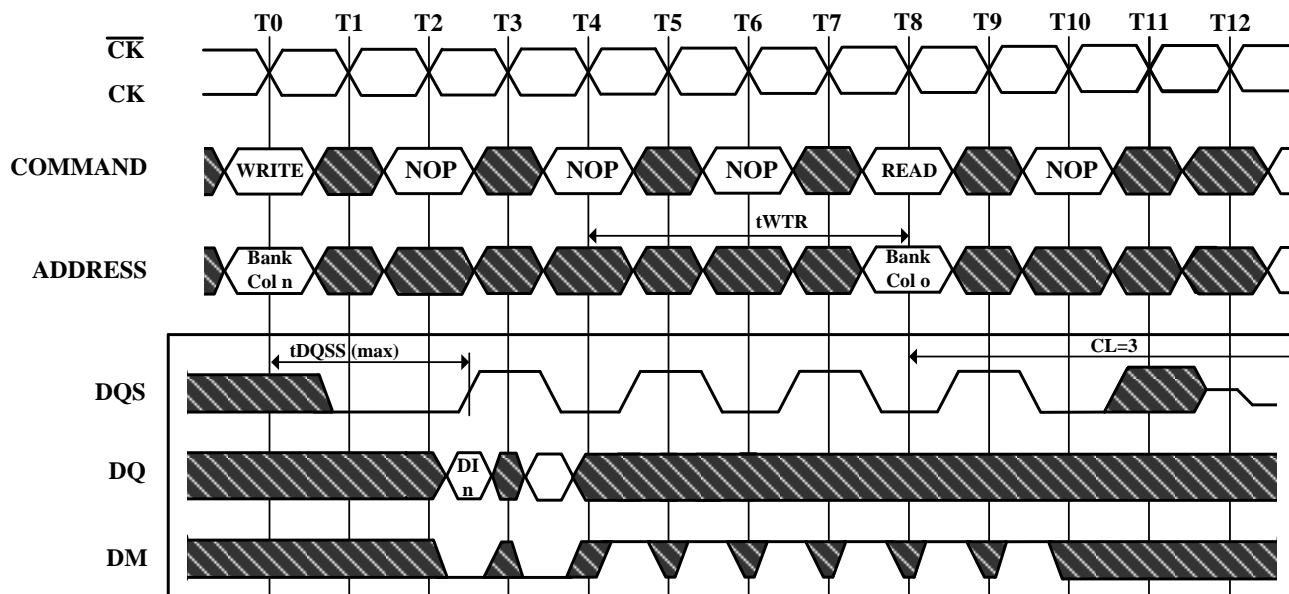 T0 T1 T2 T3 T4 T5 T6 T7 T8 T9 T10 T11 T12
CK
CK
COMMAND WRITE NOP NOP NOP READ NOP
tWTR
ADDRESS Bank Col n Bank Col o
tDQSS (max) CL=3
DQS
DQ DI n
DM